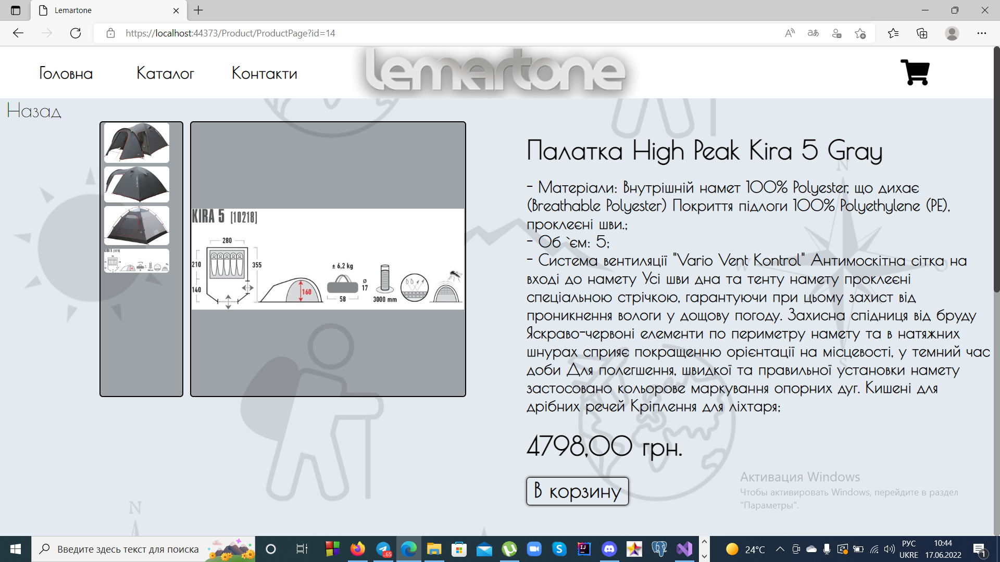 Lemartone
https://localhost:44373/Product/ProductPage?id=14
Головна
Каталог
Контакти
lemartone
Назад
KIRA 5 [10218]
280
210
355
140
160
± 6,2 kg
ø
17
58
3000 mm
KIRA 5 [10218]
Палатка High Peak Kira 5 Gray
- Матеріали: Внутрішній намет 100% Polyester, що дихає
(Breathable Polyester) Покриття підлоги 100% Polyethylene (PE),
проклеєні шви.;
- Об `єм: 5;
- Система вентиляції "Vario Vent Kontrol" Антимоскітна сітка на
вході до намету Усі шви дна та тенту намету проклеєні
спеціальною стрічкою, гарантуючи при цьому захист від
проникнення вологи у дощову погоду. Захисна спідниця від бруду
Яскраво-червоні елементи по периметру намету та в натяжних
шнурах сприяє покращенню орієнтації на місцевості, у темний час
доби Для полегшення, швидкої та правильної установки намету
застосовано кольорове маркування опорних дуг. Кишені для
дрібних речей Кріплення для ліхтаря;
4798,00 грн.
В корзину
N
W
O
S
N
Активация Windows
Чтобы активировать Windows, перейдите в раздел
"Параметры".
Введите здесь текст для поиска
..65
24°C
РУС
UKRE
10:44
17.06.2022
1